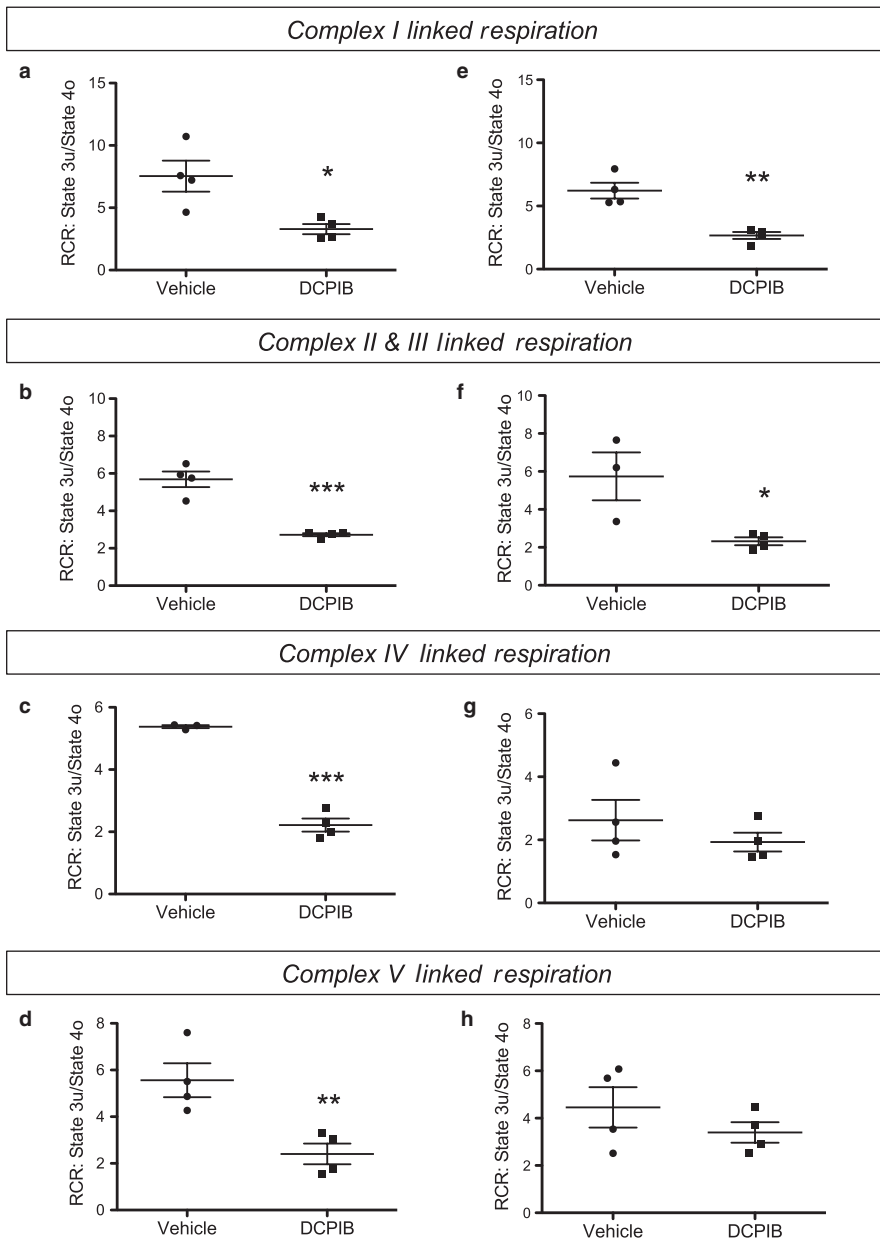 Complex I linked respiration
a
RCR: State 3u/State 4o
15
10
5
0
*
Vehicle DCPIB
e
RCR: State 3u/State 4o
15
10
5
0
**
Vehicle DCPIB
Complex II & III linked respiration
b
RCR: State 3u/State 4o
10
8
6
4
2
0
***
Vehicle DCPIB
f
RCR: State 3u/State 4o
10
8
6
4
2
0
*
Vehicle DCPIB
Complex IV linked respiration
c
RCR: State 3u/State 4o
6
4
2
0
***
Vehicle DCPIB
g
RCR: State 3u/State 4o
6
4
2
0
Vehicle DCPIB
Complex V linked respiration
d
RCR: State 3u/State 4o
8
6
4
2
0
**
Vehicle DCPIB
h
RCR: State 3u/State 4o
8
6
4
2
0
Vehicle DCPIB